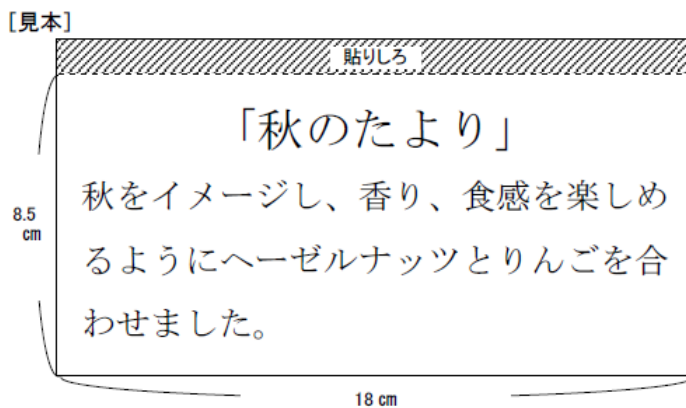 [見本]
貼りしろ
「秋のたより」
秋をイメージし、香り、食感を楽しめ
るようにヘーゼルナッツとりんごを合
わせました。
8.5
cm
18 cm